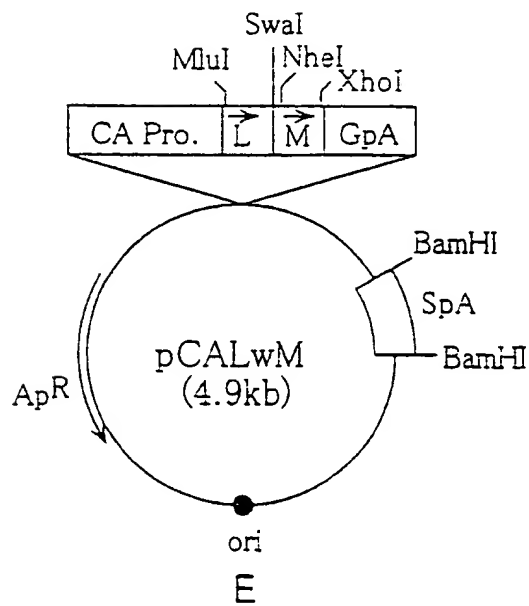 SwaI
MluI
NheI
XhoI
CA Pro.
L
M
GpA
BamHI
SpA
BamHI
pCALwM
(4.9kb)
ApR
ori
E